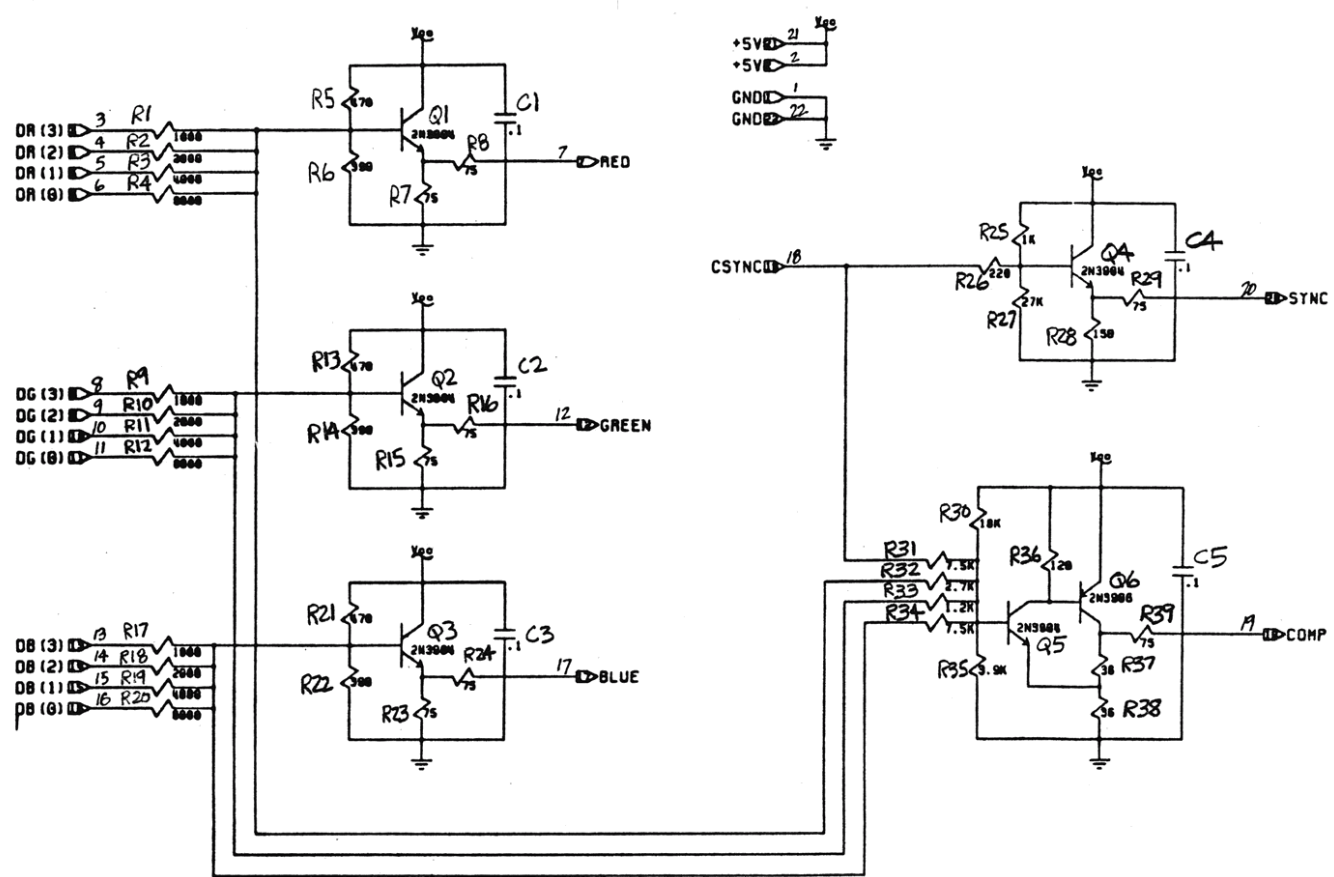 Vcc
+5V 21
+5V 2
GND 1
GND 22
Vcc
R5 470
Q1
2N3904
C1
.1
DR(3) 3 R1 1000
DR(2) 4 R2 2000
DR(1) 5 R3 4000
DR(0) 6 R4 8000
R6 390
R8 75
7 RED
R7 75
Vcc
R25 1K
Q4
2N3904
C4
.1
CSYNC 18
R26 220
R29 75
20 SYNC
R27 27K
R28 150
Vcc
R13 470
Q2
2N3904
C2
.1
DG(3) 8 R9 1000
DG(2) 9 R10 2000
DG(1) 10 R11 4000
DG(0) 11 R12 8000
R14 390
R16 75
12 GREEN
R15 75
Vcc
R30 18K
R36 120
C5
.1
R31 7.5K
R32 2.7K
R33 1.2K
R34 7.5K
Q6
2N3906
2N3904
Q5
R39 75
19 COMP
R35 3.9K
R37
R38 36
Vcc
R21 470
Q3
2N3904
C3
.1
DB(3) 13 R17 1000
DB(2) 14 R18 2000
DB(1) 15 R19 4000
DB(0) 16 R20 8000
R22 390
R24 75
17 BLUE
R23 75